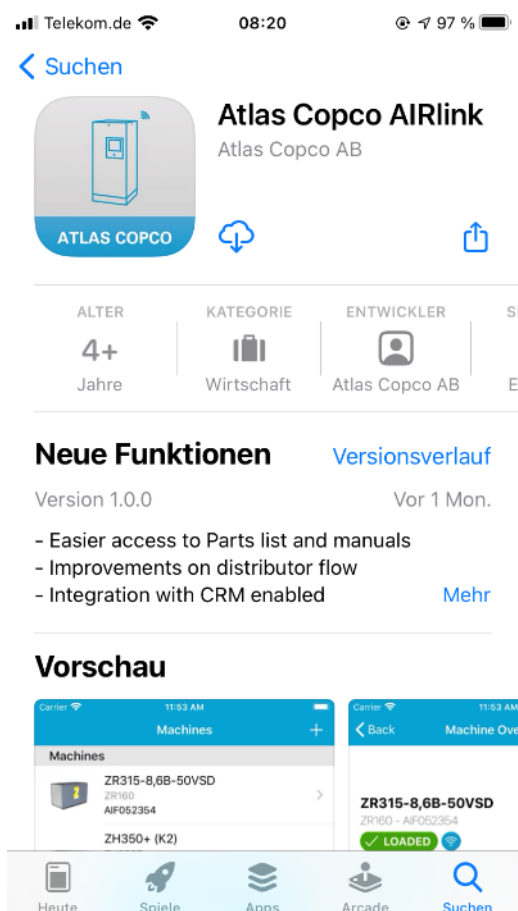 Telekom.de 08:20 97 %
Suchen
Atlas Copco AIRlink
Atlas Copco AB
ATLAS COPCO
ALTER KATEGORIE ENTWICKLER
4+
Jahre Wirtschaft Atlas Copco AB
Neue Funktionen Versionsverlauf
Version 1.0.0 Vor 1 Mon.
- Easier access to Parts list and manuals
- Improvements on distributor flow
- Integration with CRM enabled Mehr
Vorschau
Carrier 11:53 AM Carrier 11:53 AM
Machines + Back Machine Ove
Machines
ZR315-8,6B-50VSD
ZR160
AIF052354
ZH350+ (K2)
ZR315-8,6B-50VSD
ZR160 - AIF052354
LOADED
Heute Spiele Apps Arcade Suchen